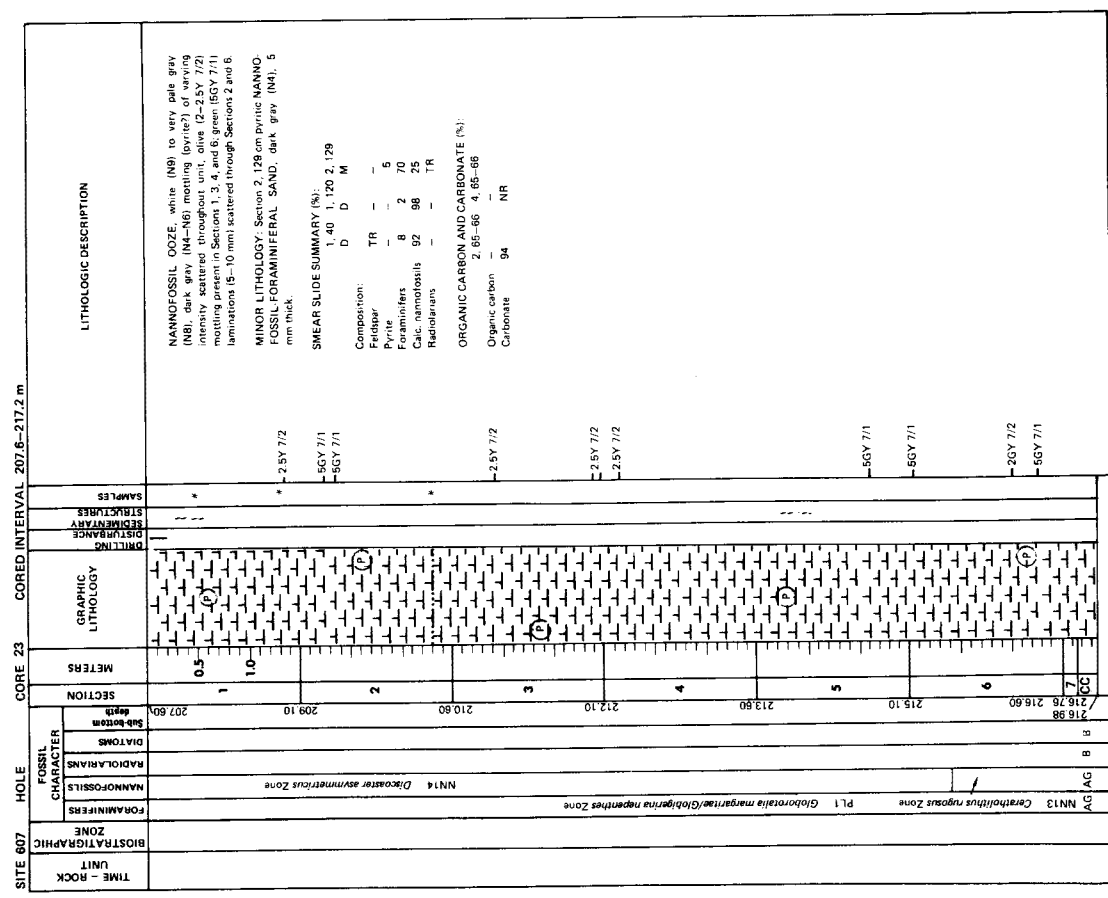 SITE 607 HOLE CORE 23 CORED INTERVAL 207.6–217.2 m
TIME – ROCK
UNIT
BIOSTRATIGRAPHIC
ZONE
FOSSIL
CHARACTER
FORAMINIFERS
NANNOFOSSILS
RADIOLARIANS
DIATOMS
Sub-bottom
depth
SECTION
METERS
GRAPHIC
LITHOLOGY
DRILLING
DISTURBANCE
SEDIMENTARY
STRUCTURES
SAMPLES
LITHOLOGIC DESCRIPTION
PL1 Globorotalia margaritae/Globigerina nepenthes Zone
NN14 Discoaster asymmetricus Zone
NN13 Ceratholithus rugosus Zone
AG
AG
B
B
207.60
209.10
210.60
212.10
213.60
215.10
216.60
216.76
216.98
1
2
3
4
5
6
7
CC
0.5
1.0
P
P
P
P
P
*
*
*
2.5Y 7/2
5GY 7/1
5GY 7/1
2.5Y 7/2
2.5Y 7/2
2.5Y 7/2
5GY 7/1
5GY 7/1
2GY 7/2
5GY 7/1
NANNOFOSSIL OOZE, white (N9) to very pale gray
(N8), dark gray (N4–N6) mottling (pyrite?) of varying
intensity scattered throughout unit, olive (2–2.5Y 7/2)
mottling present in Sections 1, 3, 4, and 6; green (5GY 7/1)
laminations (5–10 mm) scattered through Sections 2 and 6.
MINOR LITHOLOGY: Section 2, 129 cm pyritic NANNO-
FOSSIL-FORAMINIFERAL SAND, dark gray (N4), 5
mm thick.
SMEAR SLIDE SUMMARY (%):
1, 40 1, 120 2, 129
D D M
Composition:
Feldspar TR – –
Pyrite – – 5
Foraminifers 8 2 70
Calc. nannofossils 92 98 25
Radiolarians – – TR
ORGANIC CARBON AND CARBONATE (%):
2, 65–66 4, 65–66
Organic carbon – –
Carbonate 94 NR